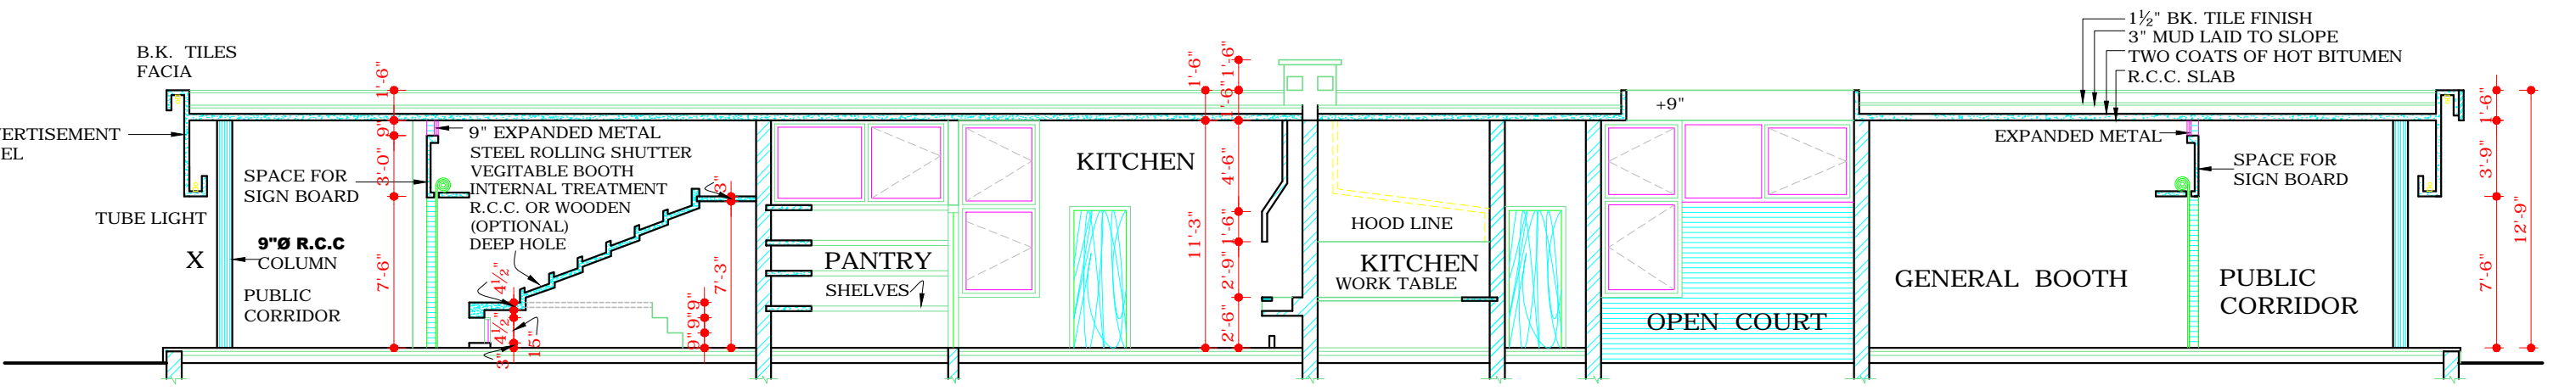 B.K. TILES
FACIA
VERTISEMENT
EL
TUBE LIGHT
X
9"Ø R.C.C
COLUMN
PUBLIC
CORRIDOR
SPACE FOR
SIGN BOARD
1'-6"
9"
3'-0"
7'-6"
9" EXPANDED METAL
STEEL ROLLING SHUTTER
VEGITABLE BOOTH
INTERNAL TREATMENT
R.C.C. OR WOODEN
(OPTIONAL)
DEEP HOLE
4½"
4½"
3"
15"
9"
9"
9"
3"
7'-3"
PANTRY
SHELVES
KITCHEN
1'-6"
11'-3"
1'-6"
1'-6"
4'-6"
1'-6"
2'-9"
2'-6"
HOOD LINE
KITCHEN
WORK TABLE
+9"
OPEN COURT
GENERAL BOOTH
1½" BK. TILE FINISH
3" MUD LAID TO SLOPE
TWO COATS OF HOT BITUMEN
R.C.C. SLAB
EXPANDED METAL
SPACE FOR
SIGN BOARD
PUBLIC
CORRIDOR
1'-6"
3'-9"
7'-6"
12'-9"